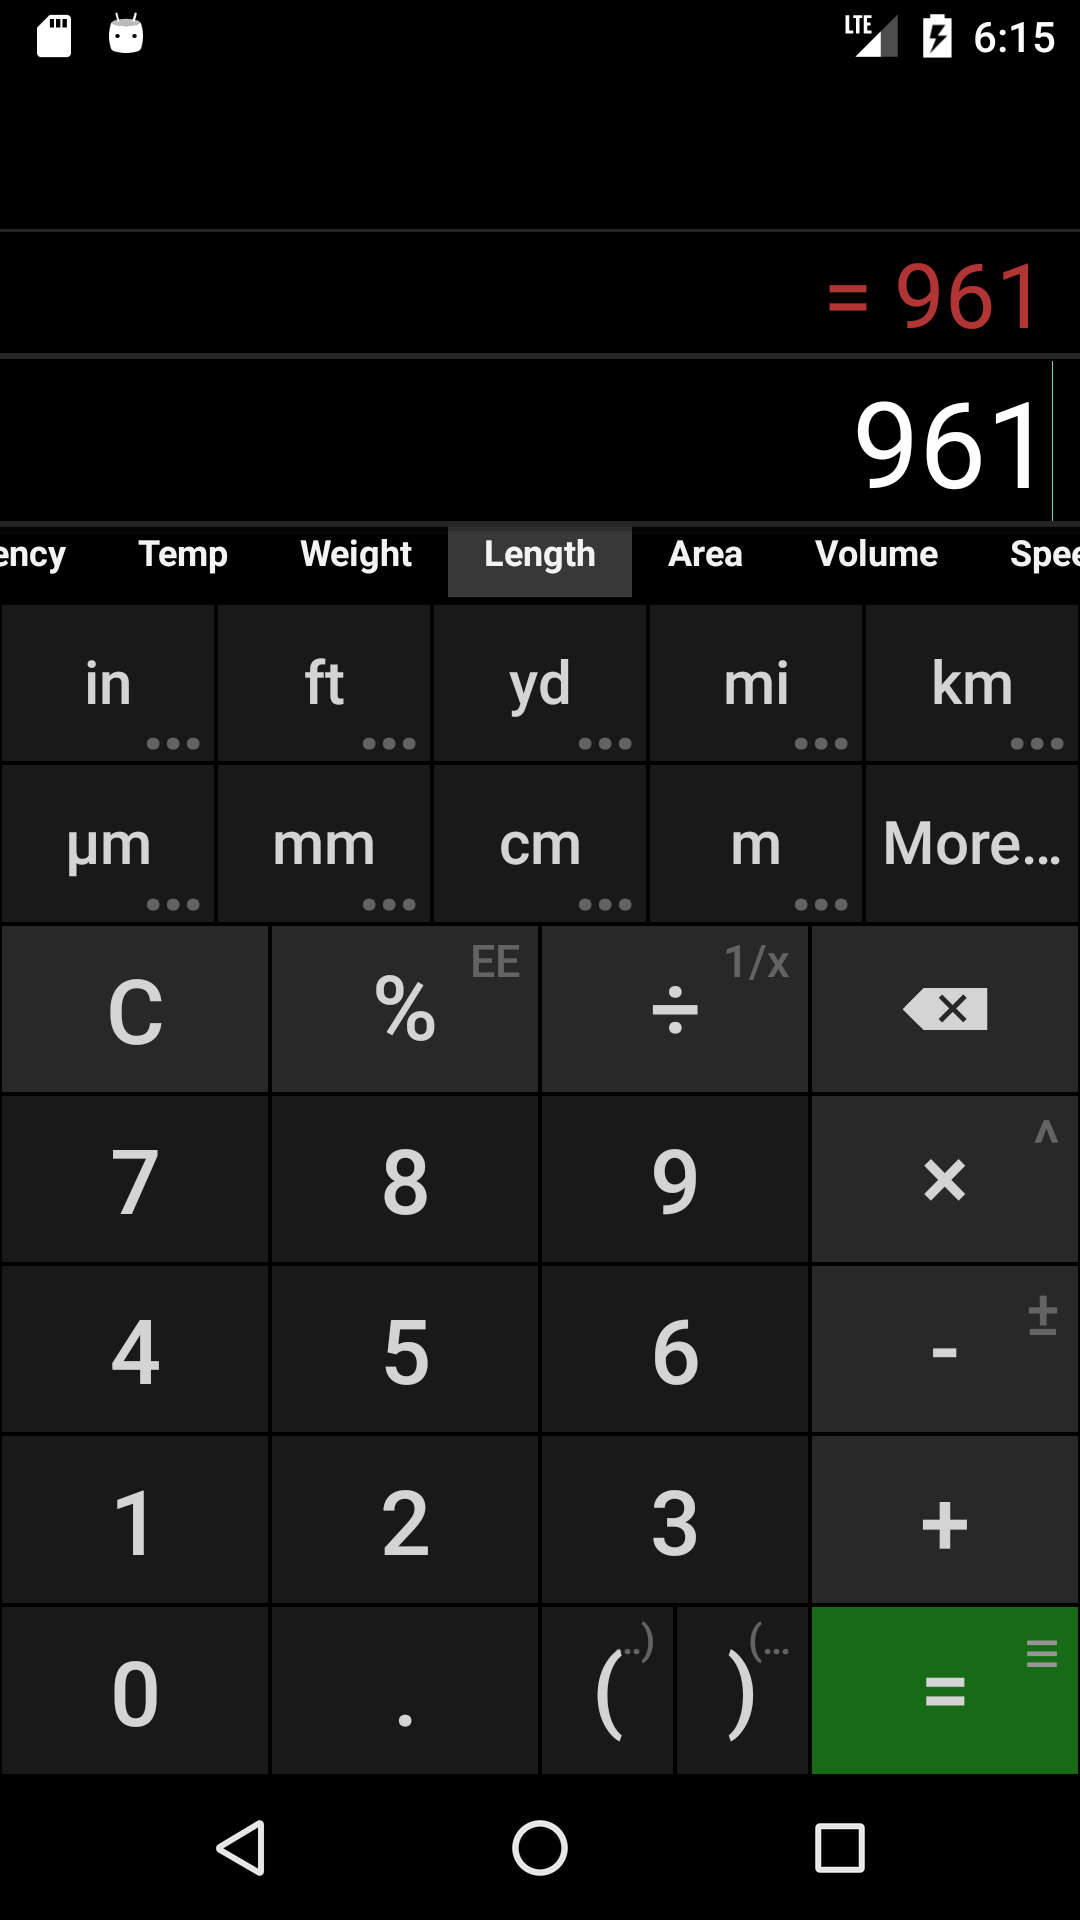 LTE 6:15
= 961
961
ency Temp Weight Length Area Volume Spee
in ft yd mi km
µm mm cm m More...
C % EE ÷ 1/x
7 8 9 × ^
4 5 6 - ±
1 2 3 +
0 . ( ..) ) (... =